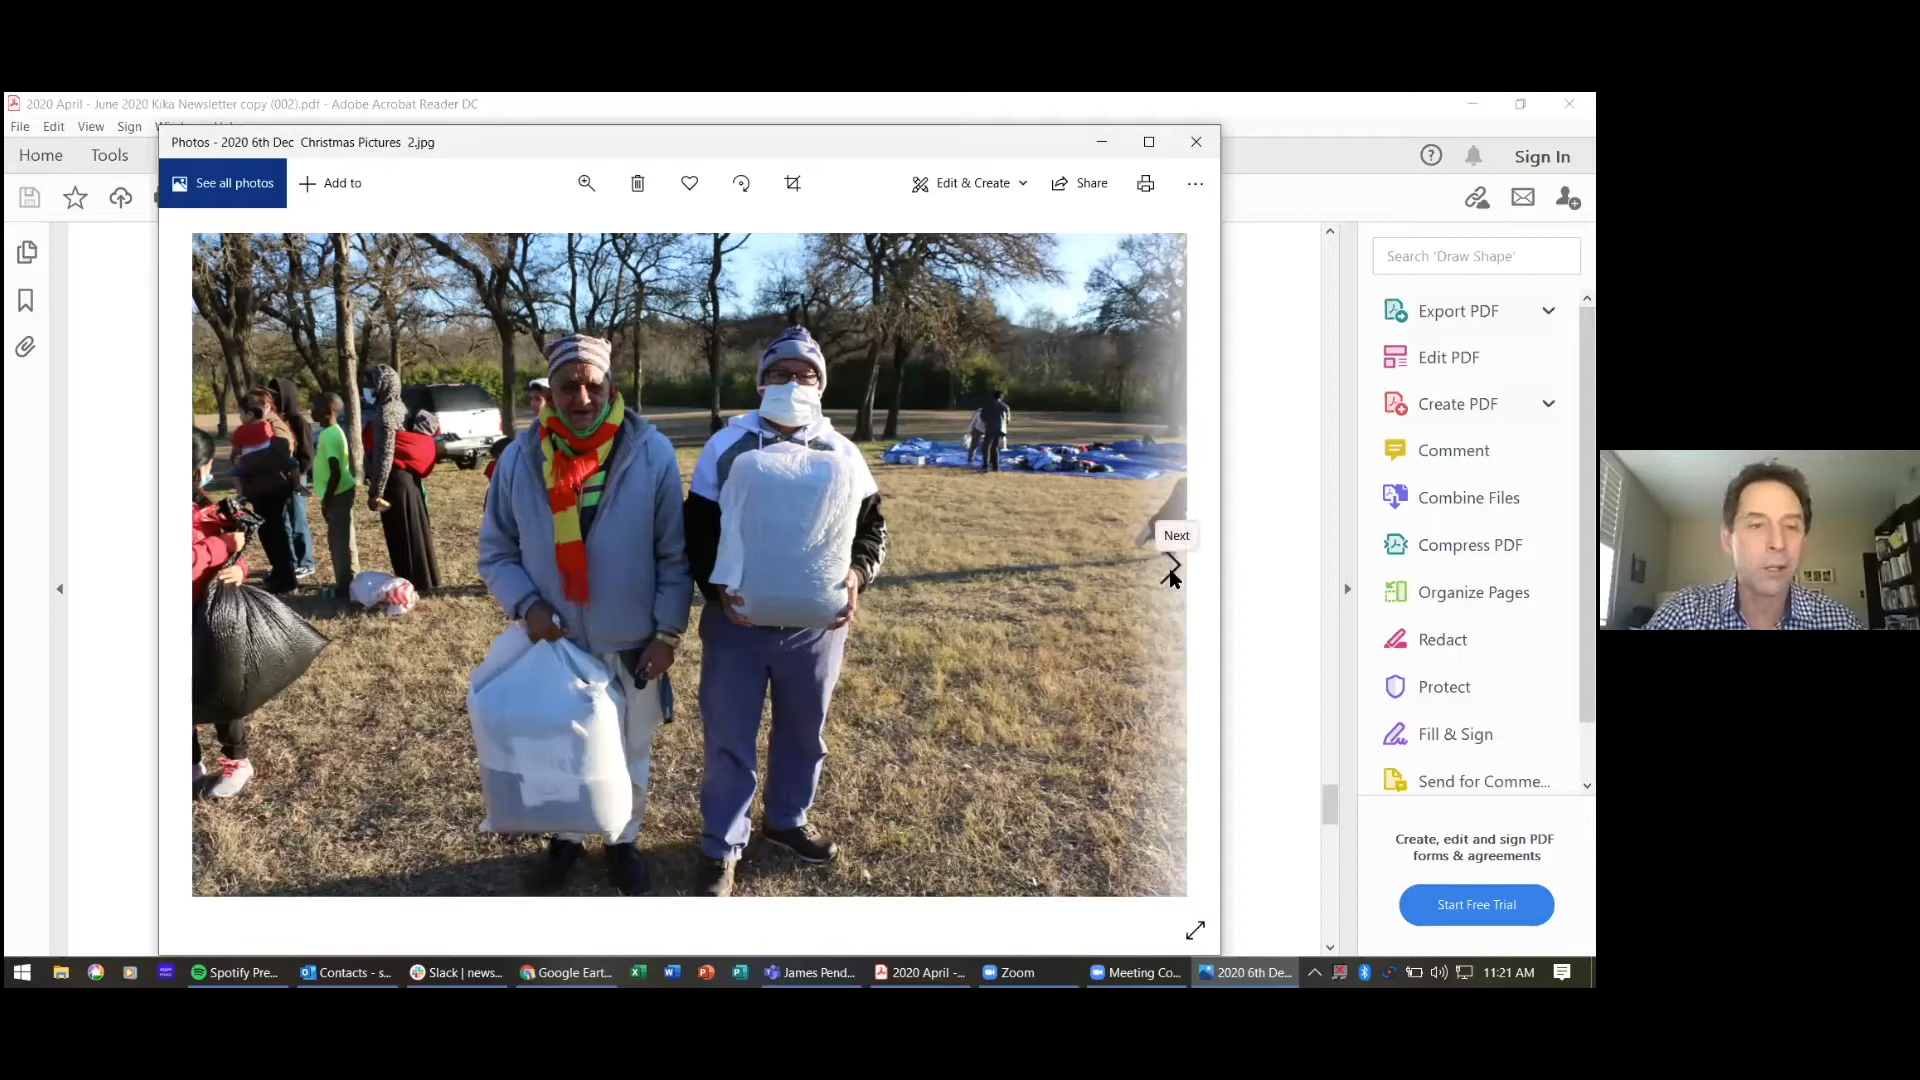 2020 April - June 2020 Kika Newsletter copy (002).pdf - Adobe Acrobat Reader DC
File Edit View Sign
Photos - 2020 6th Dec Christmas Pictures 2.jpg
Home Tools
Sign In
See all photos
Add to
Edit & Create
Share
Search 'Draw Shape'
Export PDF
Edit PDF
Create PDF
Comment
Combine Files
Next
Compress PDF
Organize Pages
Redact
Protect
Fill & Sign
Send for Comme...
Create, edit and sign PDF
forms & agreements
Start Free Trial
Spotify Pre... Contacts - s... Slack | news... Google Eart... James Pend... 2020 April -... Zoom Meeting Co... 2020 6th De... 11:21 AM